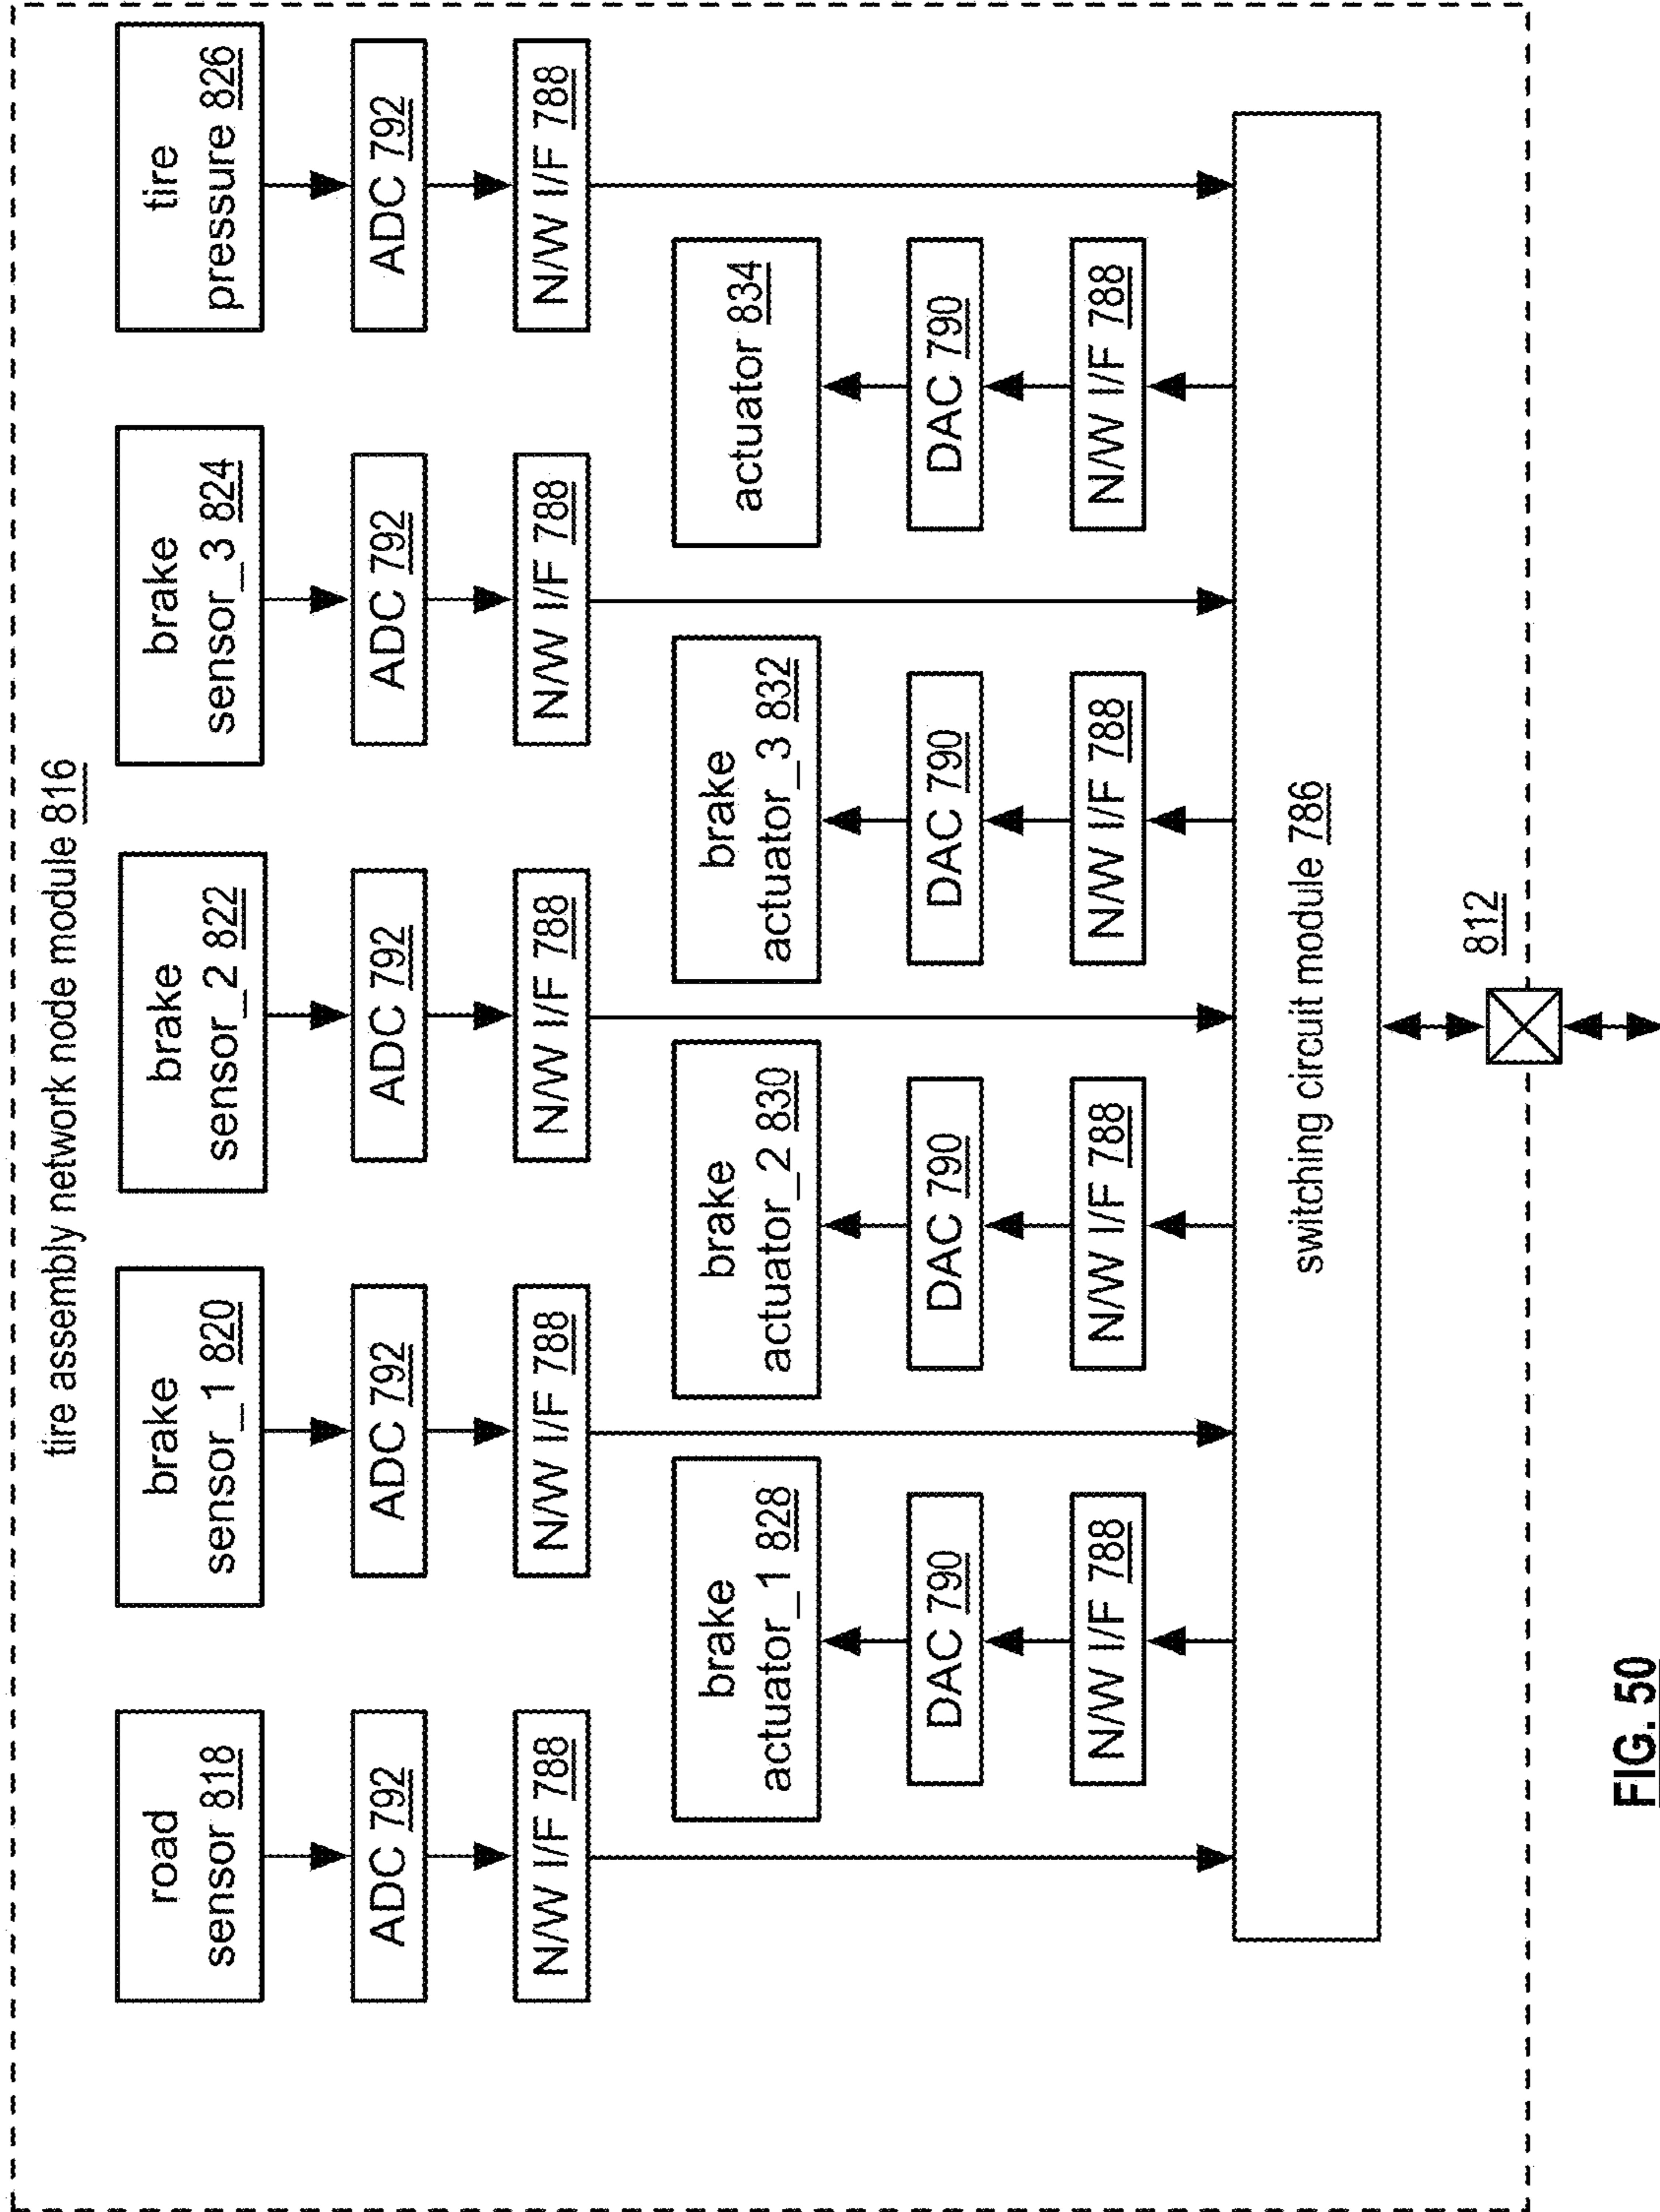 tire assembly network node module 816
road
sensor 818
brake
sensor_1 820
brake
sensor_2 822
brake
sensor_3 824
tire
pressure 826
ADC 792
ADC 792
ADC 792
ADC 792
ADC 792
N/W I/F 788
N/W I/F 788
N/W I/F 788
N/W I/F 788
N/W I/F 788
brake
actuator_1 828
brake
actuator_2 830
brake
actuator_3 832
actuator 834
DAC 790
DAC 790
DAC 790
DAC 790
N/W I/F 788
N/W I/F 788
N/W I/F 788
N/W I/F 788
switching circuit module 786
812
FIG. 50